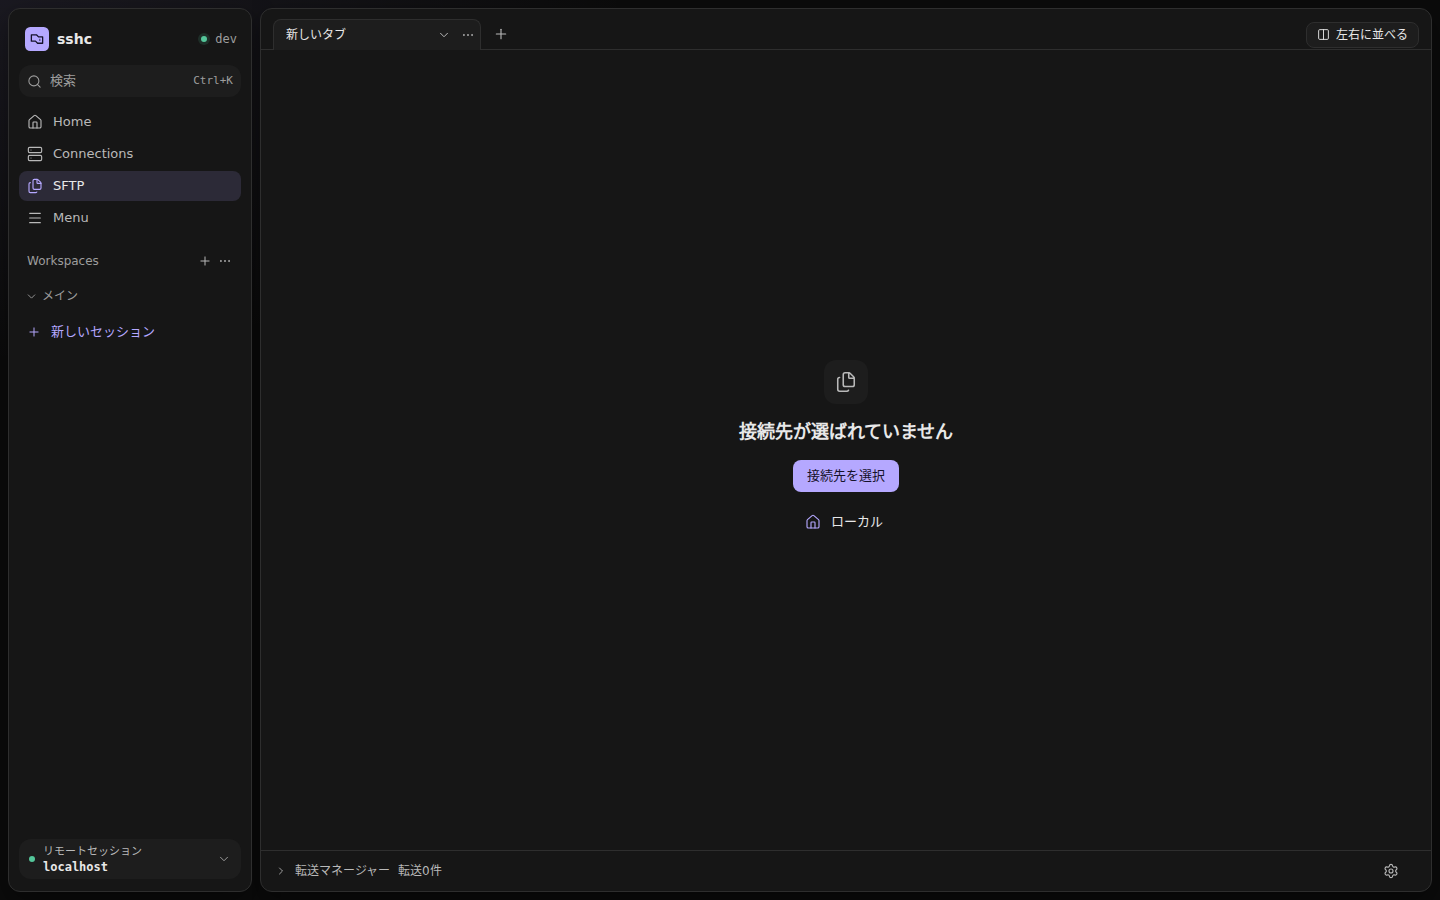 sshc
dev
検索
Ctrl+K
Home
Connections
SFTP
Menu
Workspaces
メイン
新しいセッション
リモートセッション
localhost
新しいタブ
左右に並べる
接続先が選ばれていません
接続先を選択
ローカル
転送マネージャー 転送0件